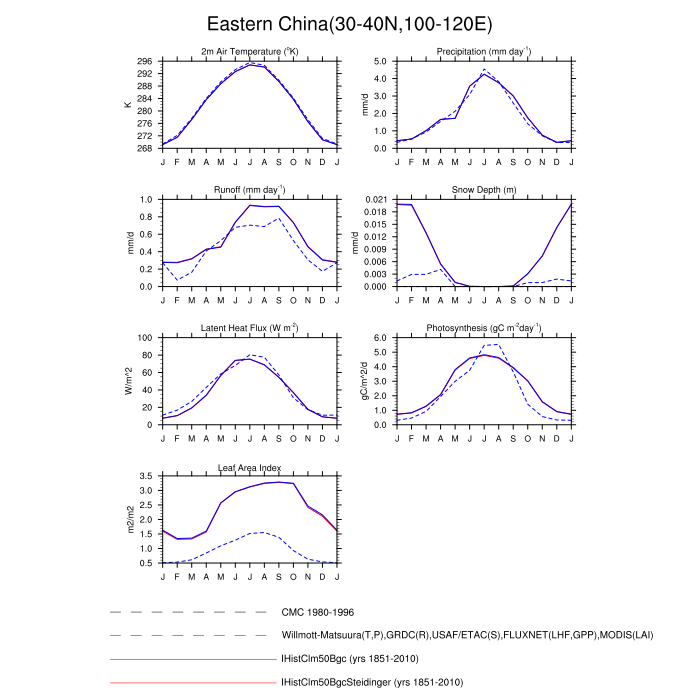 Eastern China(30-40N,100-120E)
2m Air Temperature (°K)
Precipitation (mm day⁻¹)
296
292
288
284
280
276
272
268
K
J F M A M J J A S O N D J
5.0
4.0
3.0
2.0
1.0
0.0
mm/d
J F M A M J J A S O N D J
Runoff (mm day⁻¹)
Snow Depth (m)
1.0
0.8
0.6
0.4
0.2
0.0
mm/d
J F M A M J J A S O N D J
0.021
0.018
0.015
0.012
0.009
0.006
0.003
0.000
mm/d
J F M A M J J A S O N D J
Latent Heat Flux (W m⁻²)
Photosynthesis (gC m⁻²day⁻¹)
100
80
60
40
20
0
W/m^2
J F M A M J J A S O N D J
6.0
5.0
4.0
3.0
2.0
1.0
0.0
gC/m^2/d
J F M A M J J A S O N D J
Leaf Area Index
3.5
3.0
2.5
2.0
1.5
1.0
0.5
m2/m2
J F M A M J J A S O N D J
CMC 1980-1996
Willmott-Matsuura(T,P),GRDC(R),USAF/ETAC(S),FLUXNET(LHF,GPP),MODIS(LAI)
IHistClm50Bgc (yrs 1851-2010)
IHistClm50BgcSteidinger (yrs 1851-2010)